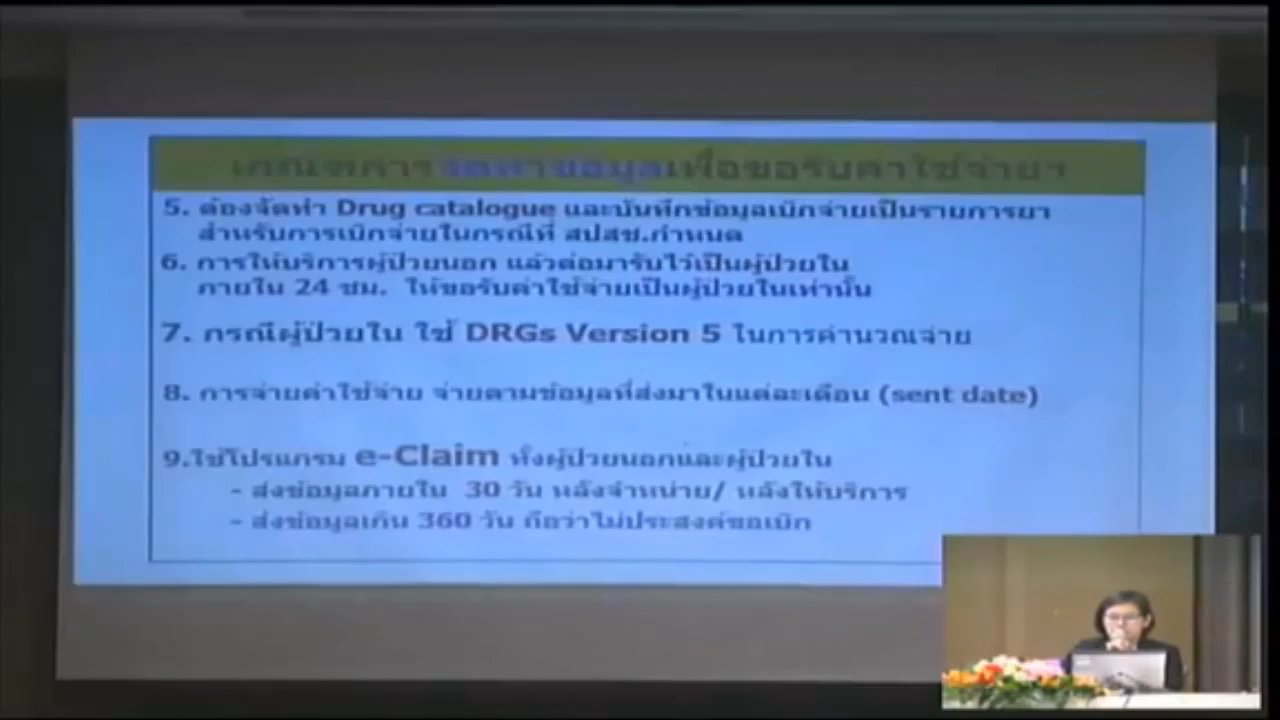 เกณฑ์การจัดทำข้อมูลเพื่อขอรับค่าใช้จ่ายฯ
5. ต้องจัดทำ Drug catalogue และบันทึกข้อมูลเบิกจ่ายเป็นรายการยา
สำหรับการเบิกจ่ายในกรณีที่ สปสช.กำหนด
6. การให้บริการผู้ป่วยนอก แล้วต่อมารับไว้เป็นผู้ป่วยใน
ภายใน 24 ชม. ให้ขอรับค่าใช้จ่ายเป็นผู้ป่วยในเท่านั้น
7. กรณีผู้ป่วยใน ใช้ DRGs Version 5 ในการคำนวณจ่าย
8. การจ่ายค่าใช้จ่าย จ่ายตามข้อมูลที่ส่งมาในแต่ละเดือน (sent date)
9.ใช้โปรแกรม e-Claim ทั้งผู้ป่วยนอกและผู้ป่วยใน
- ส่งข้อมูลภายใน 30 วัน หลังจำหน่าย/ หลังให้บริการ
- ส่งข้อมูลเกิน 360 วัน ถือว่าไม่ประสงค์ขอเบิก